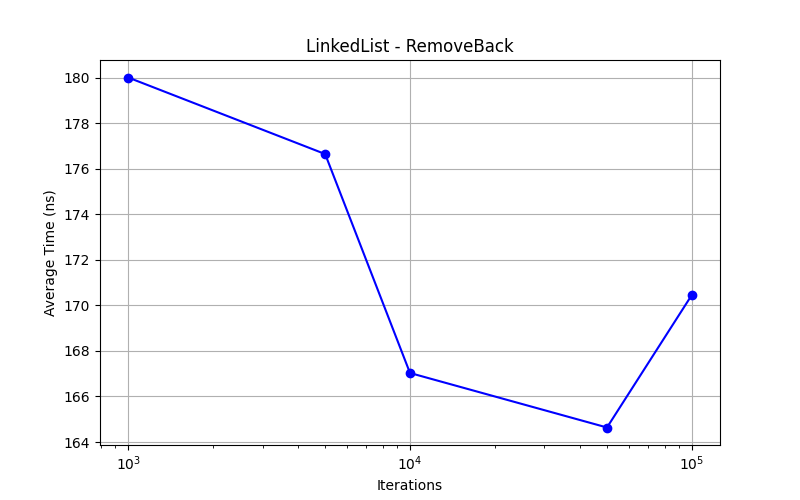 LinkedList - RemoveBack
180
178
176
174
172
170
168
166
164
Average Time (ns)
10³ 10⁴ 10⁵
Iterations